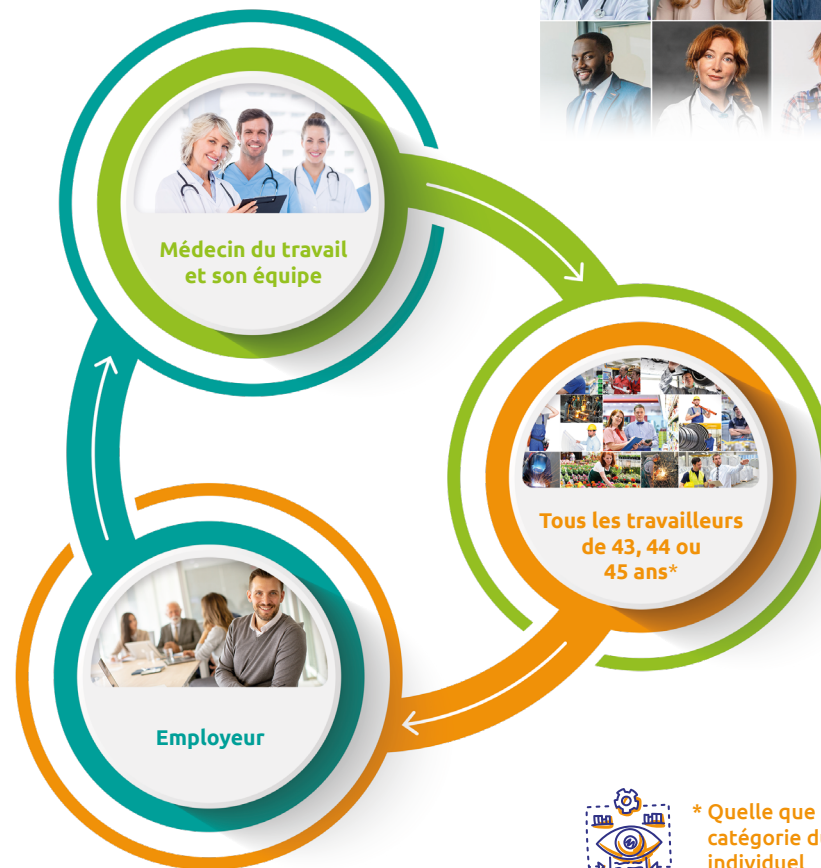 Médecin du travail
et son équipe
Tous les travailleurs
de 43, 44 ou
45 ans*
Employeur
* Quelle que
catégorie du
individuel